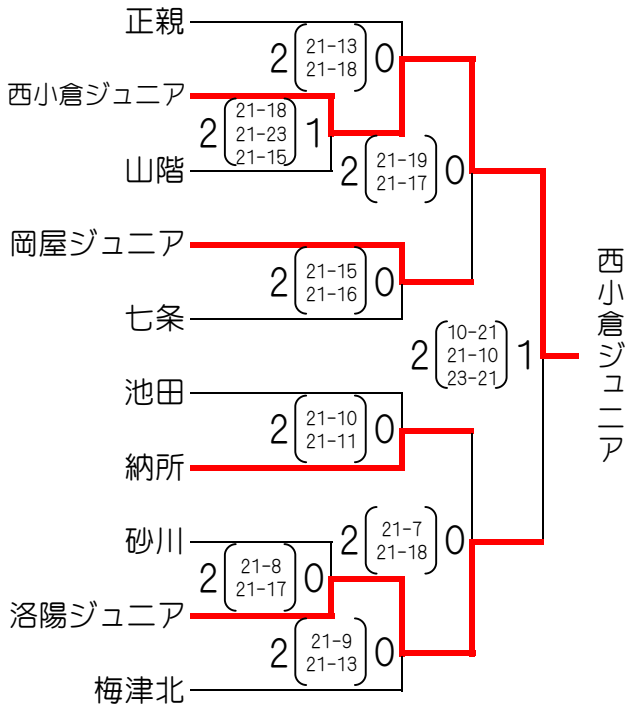 正親
2 21-13 0
21-18
西小倉ジュニア
2 21-18 1
21-23
21-15
山階
2 21-19 0
21-17
岡屋ジュニア
2 21-15 0
21-16
七条
西小倉ジュニア
2 10-21 1
21-10
23-21
池田
2 21-10 0
21-11
納所
砂川
2 21-7 0
21-18
2 21-8 0
21-17
洛陽ジュニア
2 21-9 0
21-13
梅津北